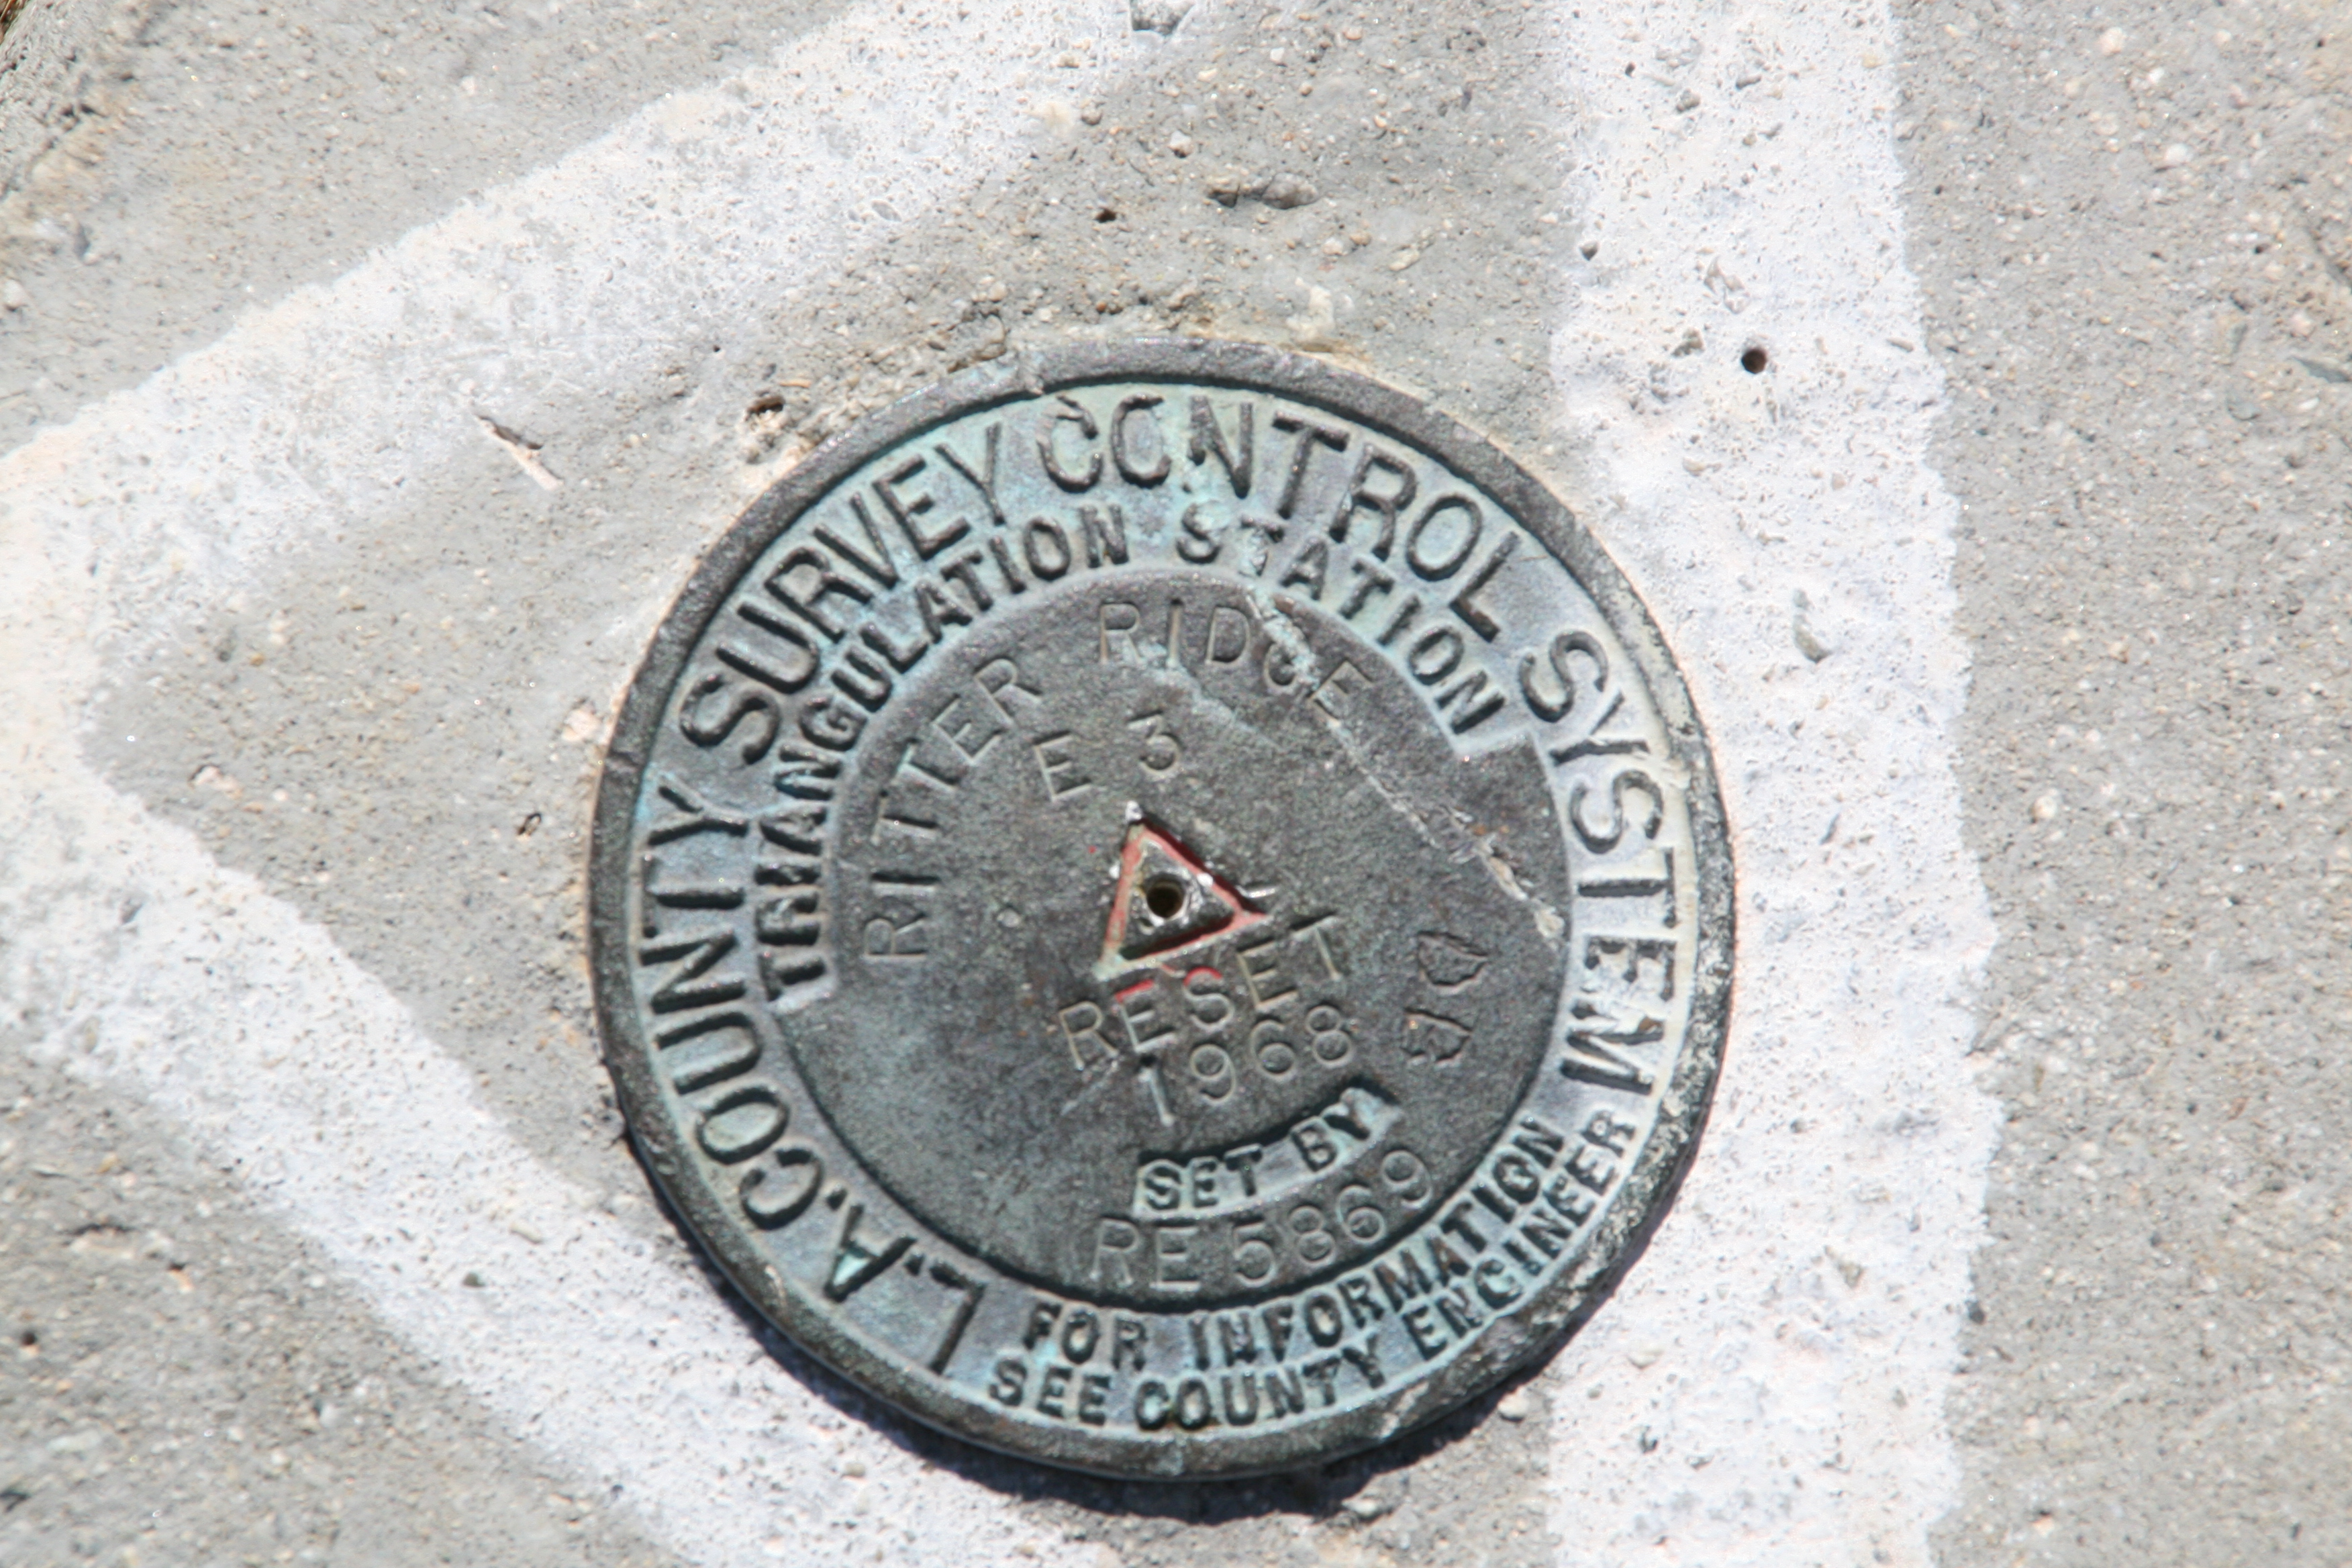 L.A. COUNTY SURVEY CONTROL SYSTEM
TRIANGULATION STATION
RITTER RIDGE
E 3
RESET
1968
SET BY
RE 5869
FOR INFORMATION
SEE COUNTY ENGINEER